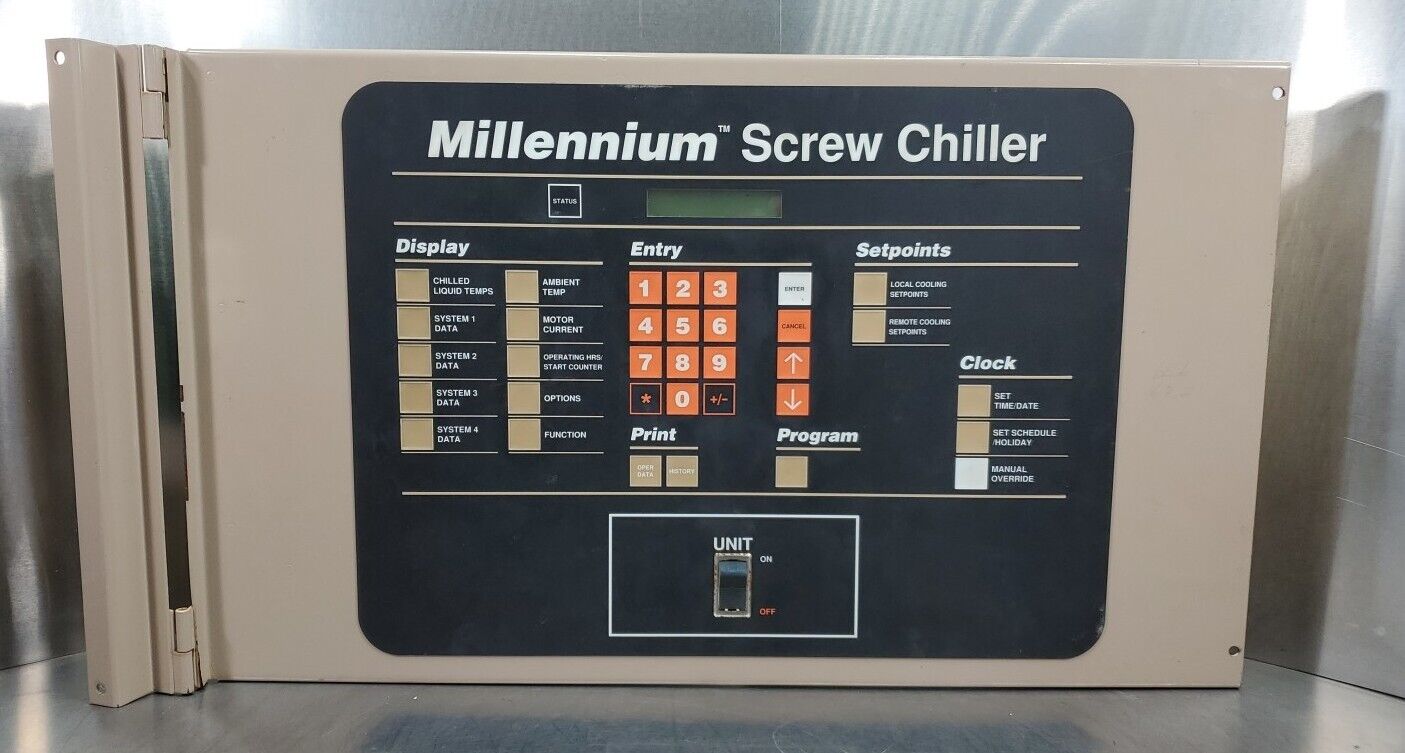 Millennium™ Screw Chiller
STATUS
Display
CHILLED
LIQUID TEMPS
SYSTEM 1
DATA
SYSTEM 2
DATA
SYSTEM 3
DATA
SYSTEM 4
DATA
AMBIENT
TEMP
MOTOR
CURRENT
OPERATING HRS/
START COUNTER
OPTIONS
FUNCTION
Entry
1 2 3
4 5 6
7 8 9
* 0 +/-
ENTER
CANCEL
↑
↓
Setpoints
LOCAL COOLING
SETPOINTS
REMOTE COOLING
SETPOINTS
Clock
SET
TIME/DATE
SET SCHEDULE
/HOLIDAY
MANUAL
OVERRIDE
Print
OPER
DATA
HISTORY
Program
UNIT
ON
OFF